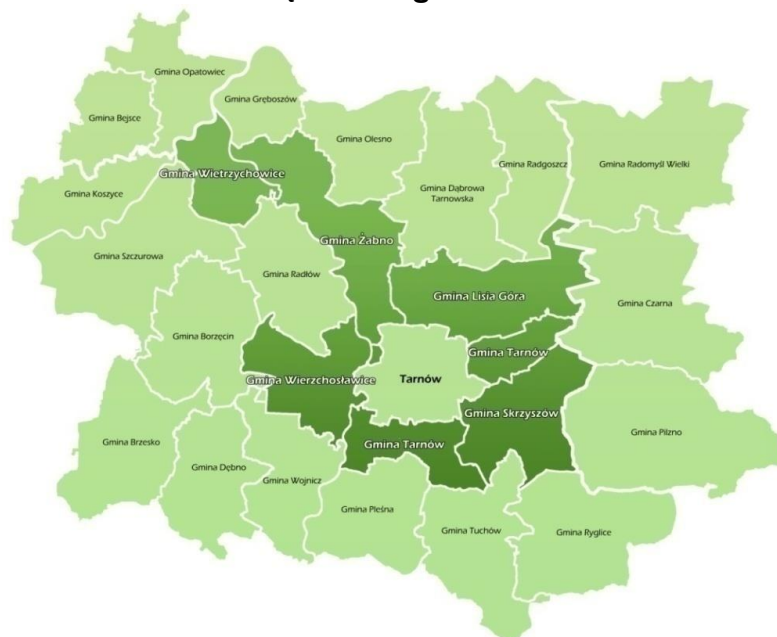 Gmina Opatowiec
Gmina Gręboszów
Gmina Bejsce
Gmina Olesno
Gmina Radgoszcz
Gmina Radomyśl Wielki
Gmina Wietrzychowice
Gmina Koszyce
Gmina Dąbrowa
Tarnowska
Gmina Żabno
Gmina Szczurowa
Gmina Radłów
Gmina Lisia Góra
Gmina Czarna
Gmina Borzęcin
Gmina Tarnów
Gmina Wierzchosławice
Tarnów
Gmina Skrzyszów
Gmina Pilzno
Gmina Brzesko
Gmina Tarnów
Gmina Dębno
Gmina Wojnicz
Gmina Pleśna
Gmina Tuchów
Gmina Ryglice